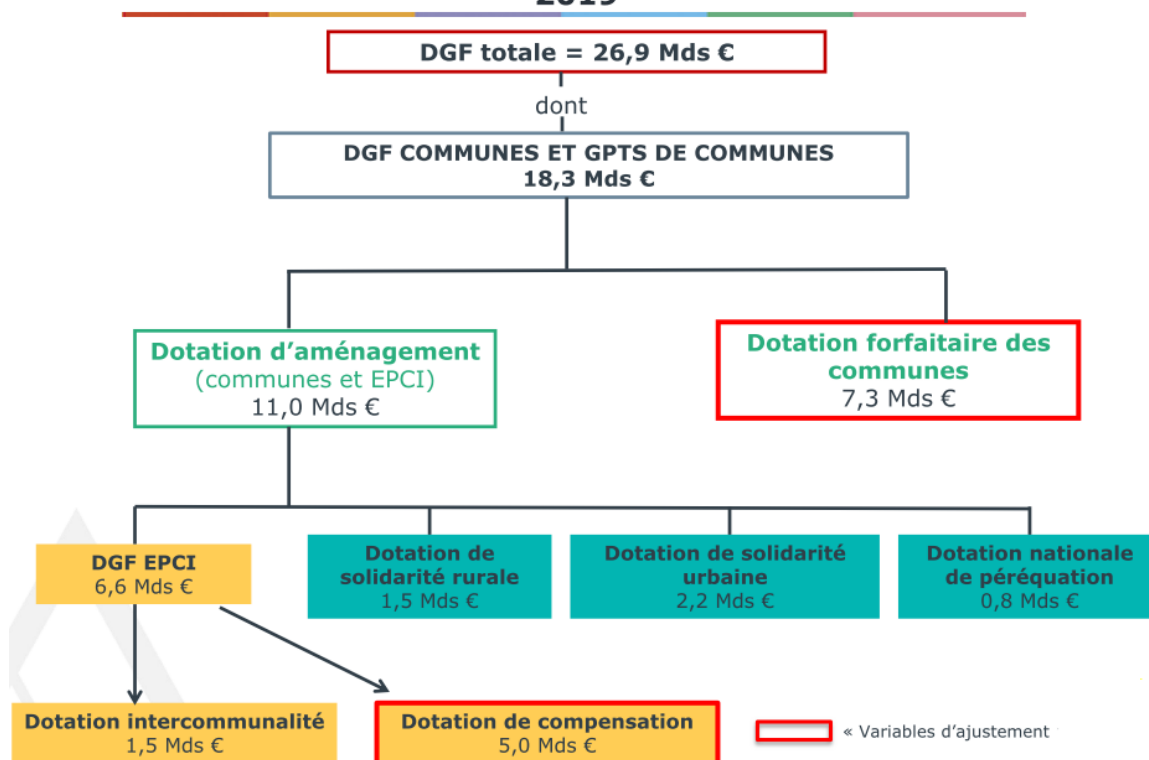 2019
DGF totale = 26,9 Mds €
dont
DGF COMMUNES ET GPTS DE COMMUNES
18,3 Mds €
Dotation d’aménagement
(communes et EPCI)
11,0 Mds €
Dotation forfaitaire des
communes
7,3 Mds €
DGF EPCI
6,6 Mds €
Dotation de
solidarité rurale
1,5 Mds €
Dotation de solidarité
urbaine
2,2 Mds €
Dotation nationale
de péréquation
0,8 Mds €
Dotation intercommunalité
1,5 Mds €
Dotation de compensation
5,0 Mds €
« Variables d’ajustement